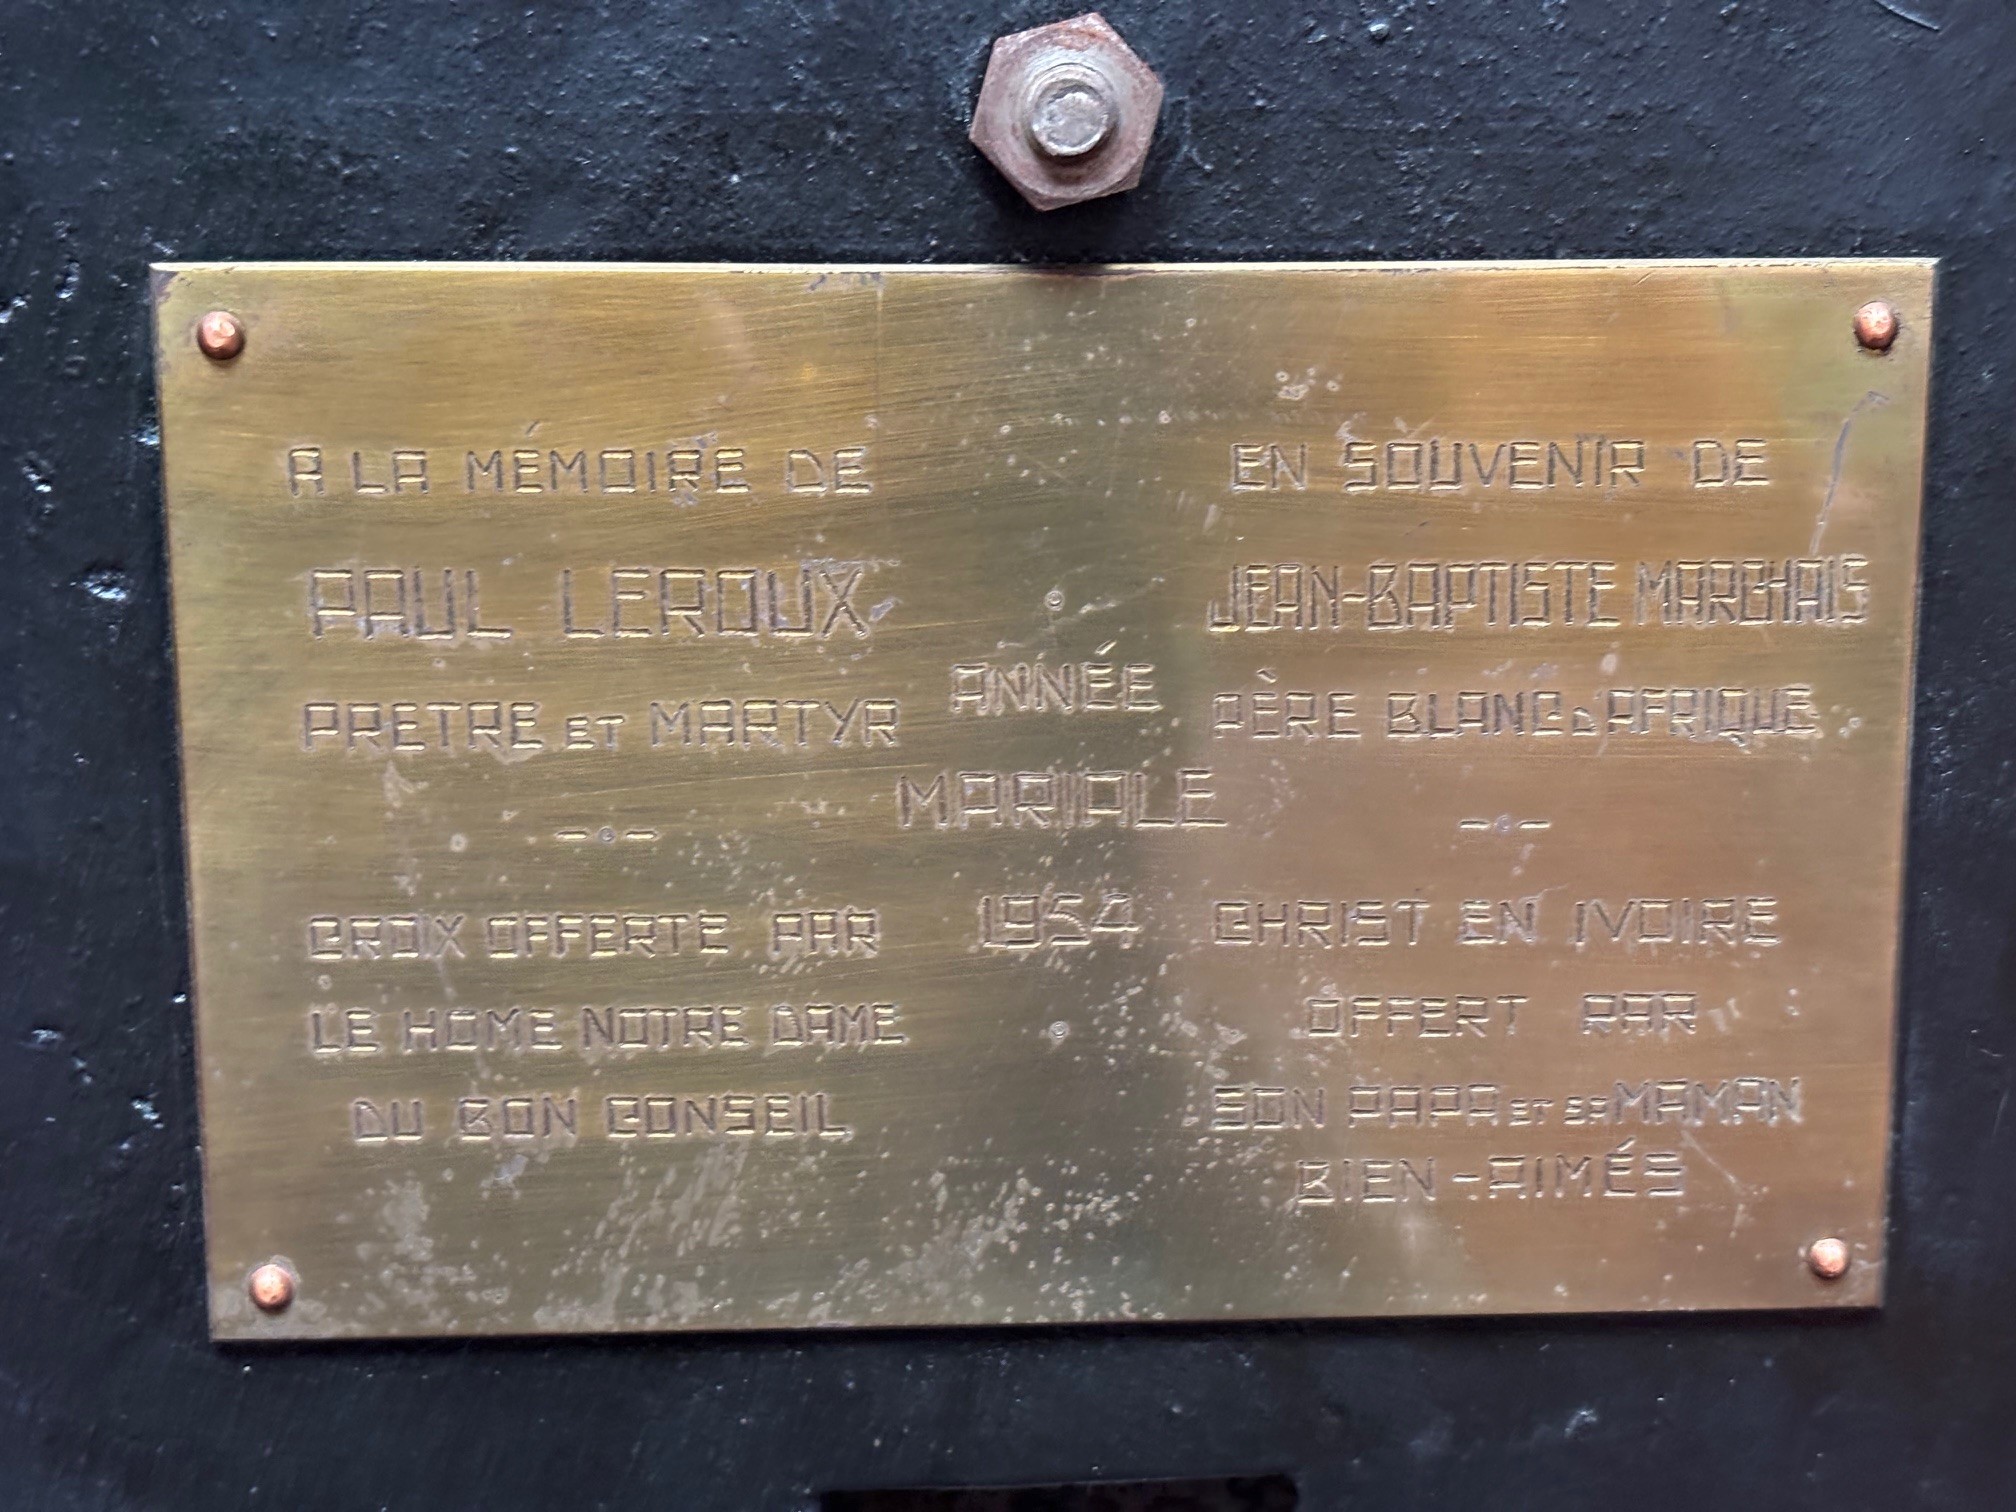 A LA MÉMOIRE DE
PAUL LEROUX
PRETRE ET MARTYR
CROIX OFFERTE PAR
LE HOME NOTRE DAME
DU BON CONSEIL
ANNÉE
MARIALE
1954
EN SOUVENIR DE
JEAN-BAPTISTE MARCHAIS
PÈRE BLANC D'AFRIQUE
CHRIST EN IVOIRE
OFFERT PAR
SON PAPA ET SA MAMAN
BIEN-AIMÉS